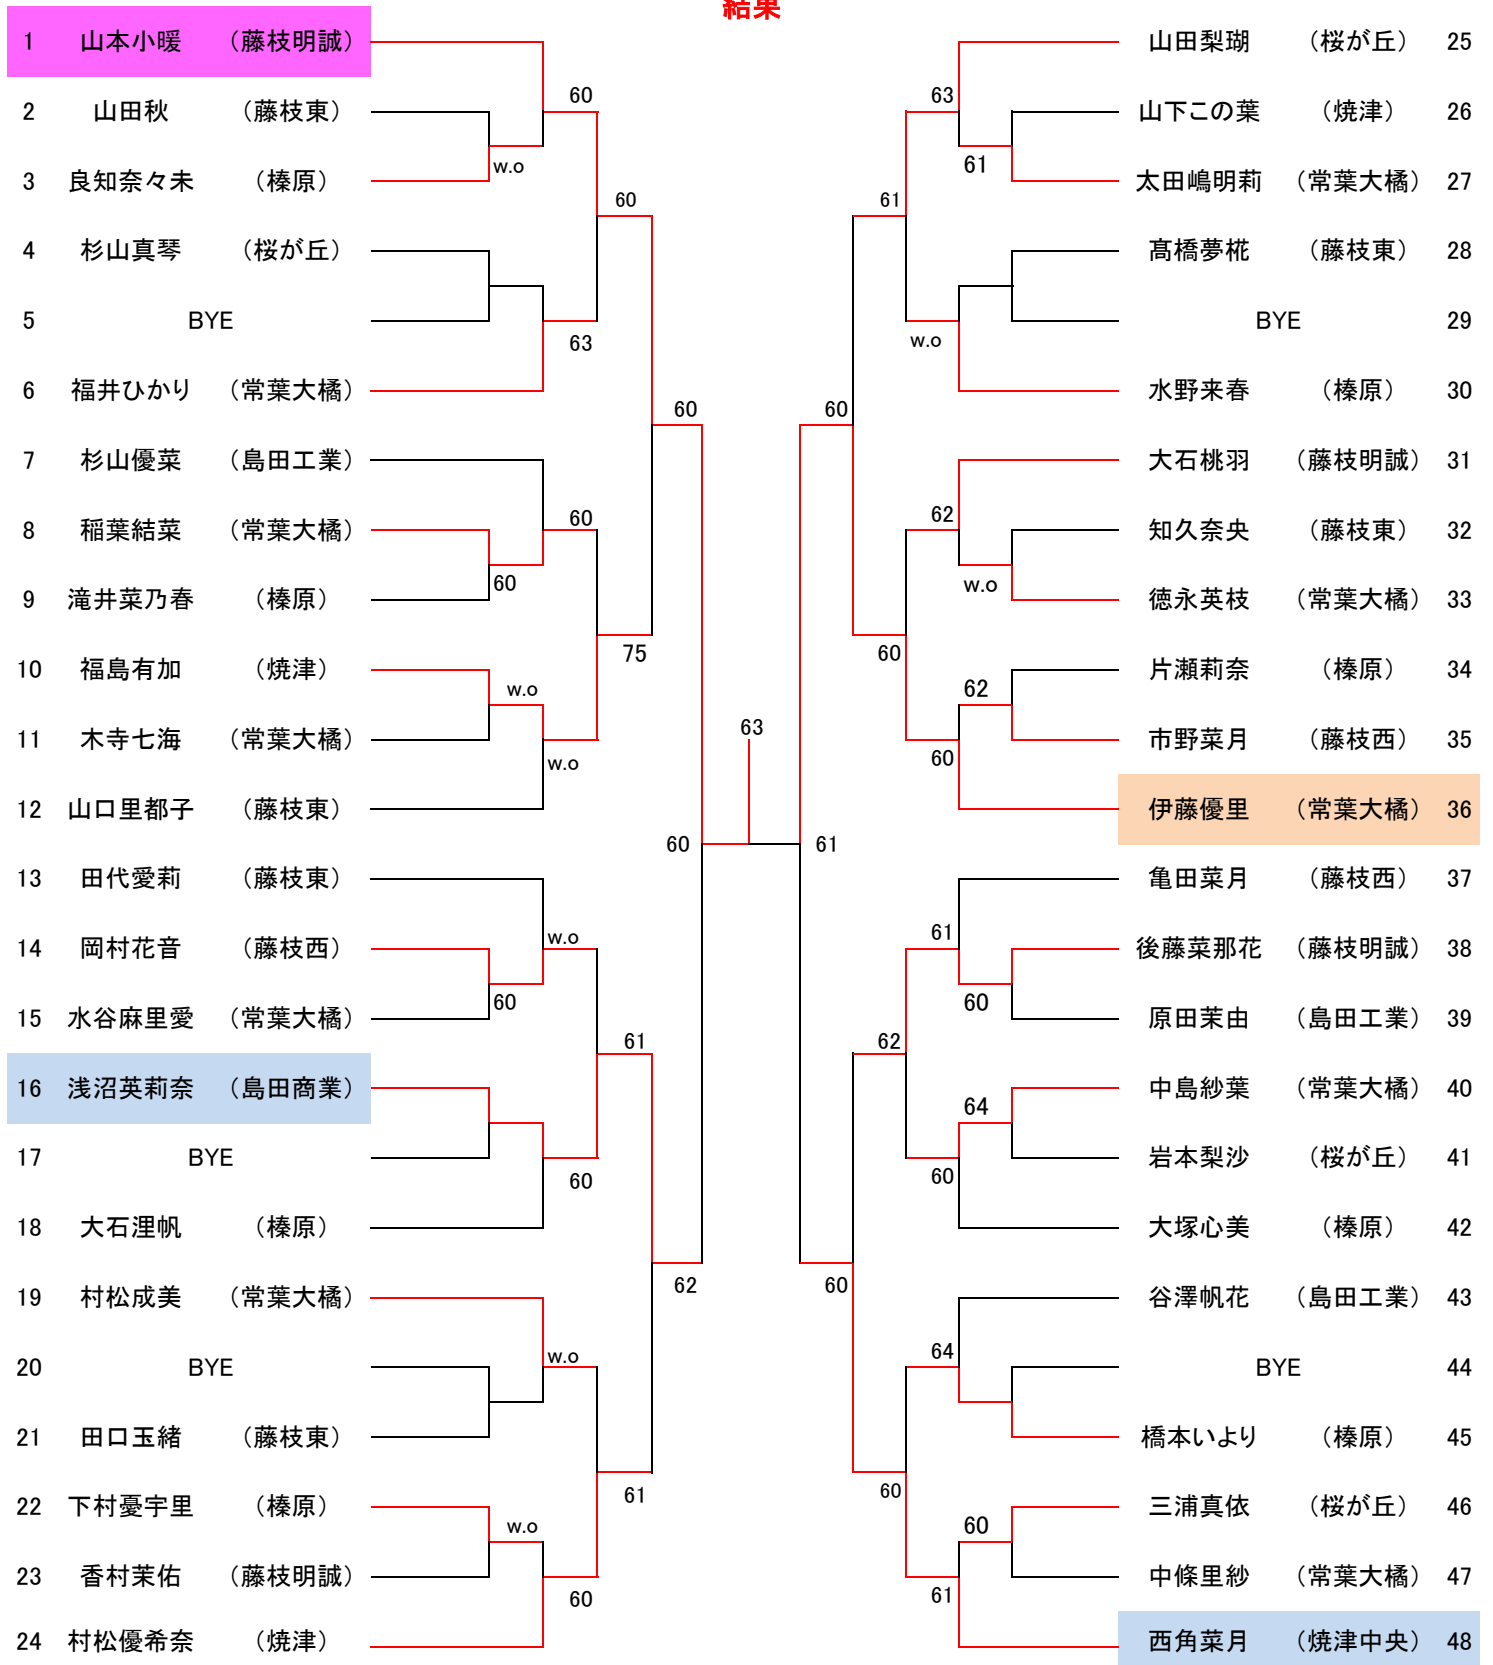 結果
1 山本小暖 （藤枝明誠）
2 山田秋 （藤枝東）
3 良知奈々未 （榛原）
4 杉山真琴 （桜が丘）
5 BYE
6 福井ひかり （常葉大橘）
7 杉山優菜 （島田工業）
8 稲葉結菜 （常葉大橘）
9 滝井菜乃春 （榛原）
10 福島有加 （焼津）
11 木寺七海 （常葉大橘）
12 山口里都子 （藤枝東）
13 田代愛莉 （藤枝東）
14 岡村花音 （藤枝西）
15 水谷麻里愛 （常葉大橘）
16 浅沼英莉奈 （島田商業）
17 BYE
18 大石浬帆 （榛原）
19 村松成美 （常葉大橘）
20 BYE
21 田口玉緒 （藤枝東）
22 下村憂宇里 （榛原）
23 香村茉佑 （藤枝明誠）
24 村松優希奈 （焼津）
60
w.o
60
63
60
60
60
75
w.o
w.o
60
w.o
60
61
60
62
w.o
61
w.o
60
63
61
63
61
61
w.o
60
62
w.o
60
62
60
61
60
62
64
60
60
64
60
60
61
山田梨瑚 （桜が丘） 25
山下この葉 （焼津） 26
太田嶋明莉 （常葉大橘） 27
髙橋夢椛 （藤枝東） 28
BYE 29
水野来春 （榛原） 30
大石桃羽 （藤枝明誠） 31
知久奈央 （藤枝東） 32
徳永英枝 （常葉大橘） 33
片瀬莉奈 （榛原） 34
市野菜月 （藤枝西） 35
伊藤優里 （常葉大橘） 36
亀田菜月 （藤枝西） 37
後藤菜那花 （藤枝明誠） 38
原田茉由 （島田工業） 39
中島紗葉 （常葉大橘） 40
岩本梨沙 （桜が丘） 41
大塚心美 （榛原） 42
谷澤帆花 （島田工業） 43
BYE 44
橋本いより （榛原） 45
三浦真依 （桜が丘） 46
中條里紗 （常葉大橘） 47
西角菜月 （焼津中央） 48